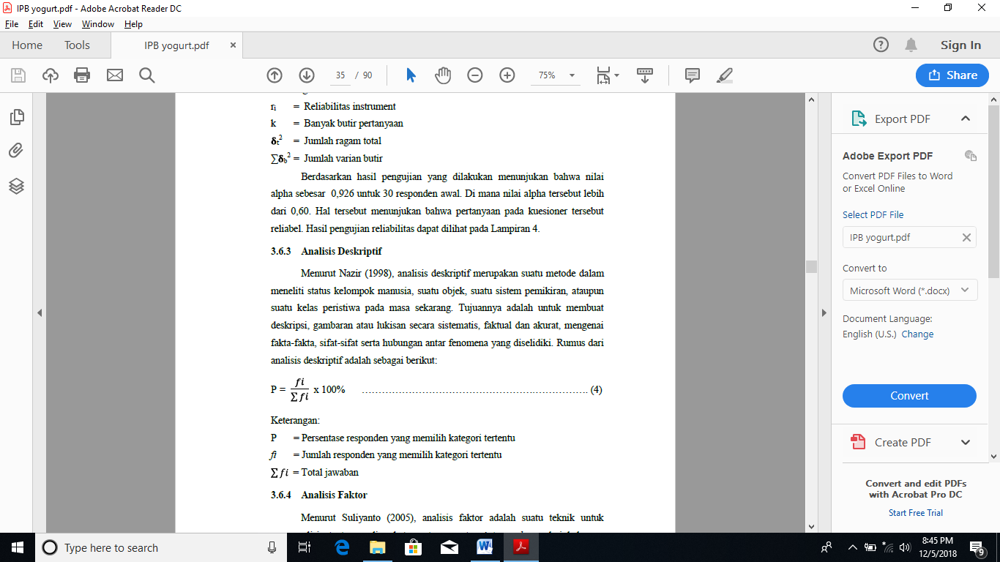 IPB yogurt.pdf - Adobe Acrobat Reader DC
File Edit View Window Help
Home Tools IPB yogurt.pdf × Sign In
35 / 90 75% Share
rᵢ = Reliabilitas instrument
k = Banyak butir pertanyaan
δₜ² = Jumlah ragam total
∑δb² = Jumlah varian butir
Berdasarkan hasil pengujian yang dilakukan menunjukan bahwa nilai
alpha sebesar 0,926 untuk 30 responden awal. Di mana nilai alpha tersebut lebih
dari 0,60. Hal tersebut menunjukan bahwa pertanyaan pada kuesioner tersebut
reliabel. Hasil pengujian reliabilitas dapat dilihat pada Lampiran 4.
3.6.3 Analisis Deskriptif
Menurut Nazir (1998), analisis deskriptif merupakan suatu metode dalam
meneliti status kelompok manusia, suatu objek, suatu sistem pemikiran, ataupun
suatu kelas peristiwa pada masa sekarang. Tujuannya adalah untuk membuat
deskripsi, gambaran atau lukisan secara sistematis, faktual dan akurat, mengenai
fakta-fakta, sifat-sifat serta hubungan antar fenomena yang diselidiki. Rumus dari
analisis deskriptif adalah sebagai berikut:
P = fi / ∑ fi x 100% ……………………………………………………………. (4)
Keterangan:
P = Persentase responden yang memilih kategori tertentu
fi = Jumlah responden yang memilih kategori tertentu
∑ fi = Total jawaban
3.6.4 Analisis Faktor
Menurut Suliyanto (2005), analisis faktor adalah suatu teknik untuk
Export PDF
Adobe Export PDF
Convert PDF Files to Word
or Excel Online
Select PDF File
IPB yogurt.pdf
Convert to
Microsoft Word (*.docx)
Document Language:
English (U.S.) Change
Convert
Create PDF
Convert and edit PDFs
with Acrobat Pro DC
Start Free Trial
Type here to search
8:45 PM
12/5/2018
9